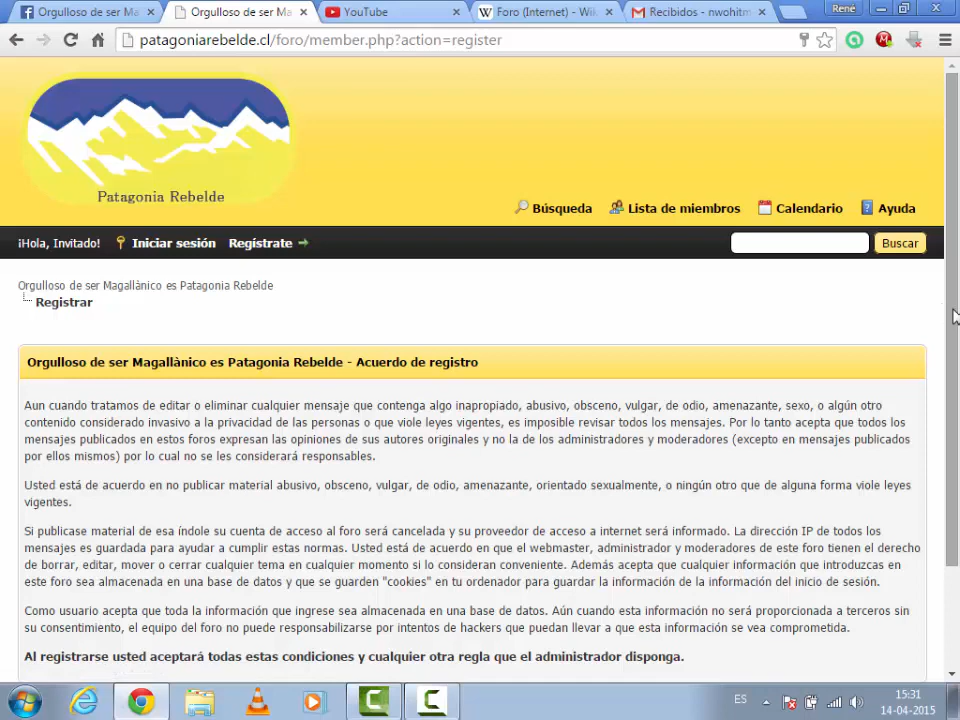 Orgulloso de ser Ma
Orgulloso de ser Ma
YouTube
Foro (Internet) - Wik
Recibidos - nwohitm
René
patagoniarebelde.cl/foro/member.php?action=register
Patagonia Rebelde
Búsqueda
Lista de miembros
Calendario
Ayuda
¡Hola, Invitado!
Iniciar sesión
Regístrate
Buscar
Orgulloso de ser Magallànico es Patagonia Rebelde
Registrar
Orgulloso de ser Magallànico es Patagonia Rebelde - Acuerdo de registro
Aun cuando tratamos de editar o eliminar cualquier mensaje que contenga algo inapropiado, abusivo, obsceno, vulgar, de odio, amenazante, sexo, o algún otro
contenido considerado invasivo a la privacidad de las personas o que viole leyes vigentes, es imposible revisar todos los mensajes. Por lo tanto acepta que todos los
mensajes publicados en estos foros expresan las opiniones de sus autores originales y no la de los administradores y moderadores (excepto en mensajes publicados
por ellos mismos) por lo cual no se les considerará responsables.
Usted está de acuerdo en no publicar material abusivo, obsceno, vulgar, de odio, amenazante, orientado sexualmente, o ningún otro que de alguna forma viole leyes
vigentes.
Si publicase material de esa índole su cuenta de acceso al foro será cancelada y su proveedor de acceso a internet será informado. La dirección IP de todos los
mensajes es guardada para ayudar a cumplir estas normas. Usted está de acuerdo en que el webmaster, administrador y moderadores de este foro tienen el derecho
de borrar, editar, mover o cerrar cualquier tema en cualquier momento si lo consideran conveniente. Además acepta que cualquier información que introduzcas en
este foro sea almacenada en una base de datos y que se guarden "cookies" en tu ordenador para guardar la información de la información del inicio de sesión.
Como usuario acepta que toda la información que ingrese sea almacenada en una base de datos. Aún cuando esta información no será proporcionada a terceros sin
su consentimiento, el equipo del foro no puede responsabilizarse por intentos de hackers que puedan llevar a que esta información se vea comprometida.
Al registrarse usted aceptará todas estas condiciones y cualquier otra regla que el administrador disponga.
ES
15:31
14-04-2015